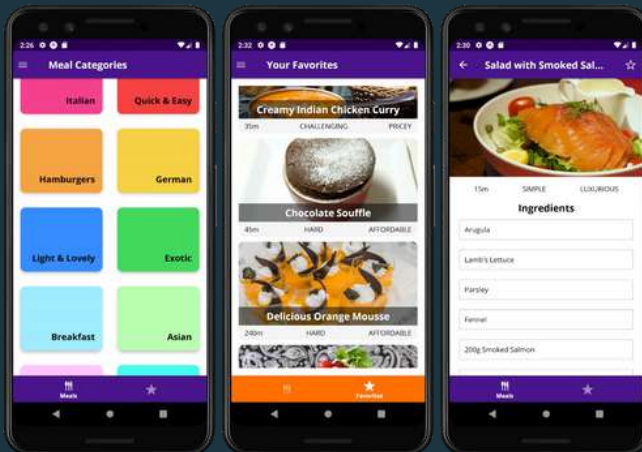 2:26
Meal Categories
Italian
Quick & Easy
Hamburgers
German
Light & Lovely
Exotic
Breakfast
Asian
Meals
2:32
Your Favorites
Creamy Indian Chicken Curry
35m CHALLENGING PRICEY
Chocolate Souffle
45m HARD AFFORDABLE
Delicious Orange Mousse
240m HARD AFFORDABLE
Favorites
2:30
Salad with Smoked Sal...
15m SIMPLE LUXURIOUS
Ingredients
Arugula
Lamb's Lettuce
Parsley
Fennel
200g Smoked Salmon
Meals